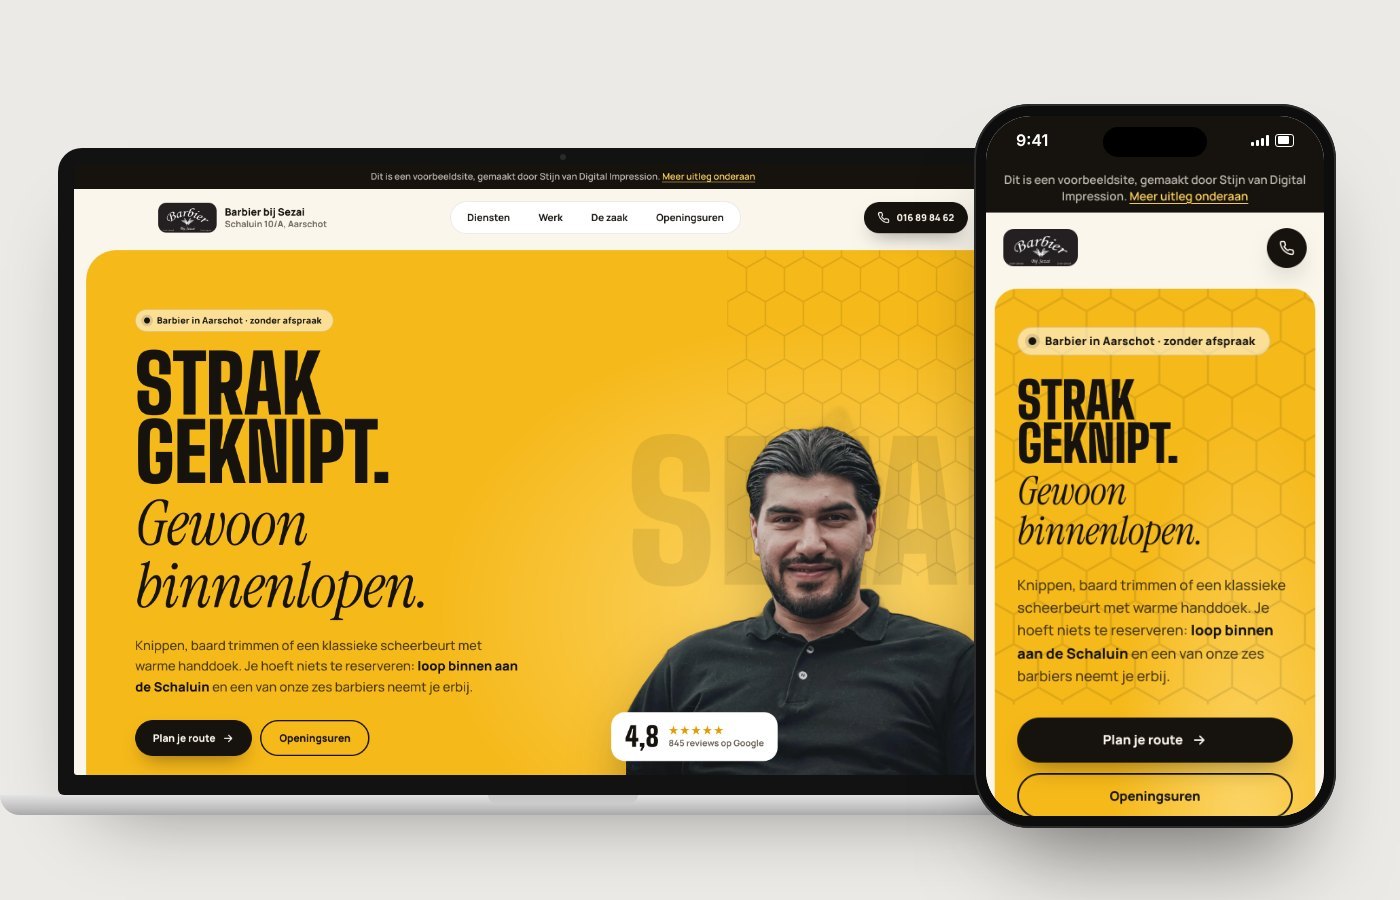 Dit is een voorbeeldsite, gemaakt door Stijn van Digital Impression. Meer uitleg onderaan
Barbier
Barbier bij Sezai
Schaluin 10/A, Aarschot
Diensten
Werk
De zaak
Openingsuren
016 89 84 62
Barbier in Aarschot · zonder afspraak
STRAK
GEKNIPT.
Gewoon
binnenlopen.
Knippen, baard trimmen of een klassieke scheerbeurt met
warme handdoek. Je hoeft niets te reserveren: loop binnen aan
de Schaluin en een van onze zes barbiers neemt je erbij.
Plan je route →
Openingsuren
4,8 ★★★★★
845 reviews op Google
9:41
Dit is een voorbeeldsite, gemaakt door Stijn van Digital
Impression. Meer uitleg onderaan
Barbier
By Sezai
Barbier in Aarschot · zonder afspraak
STRAK
GEKNIPT.
Gewoon
binnenlopen.
Knippen, baard trimmen of een klassieke
scheerbeurt met warme handdoek. Je
hoeft niets te reserveren: loop binnen
aan de Schaluin en een van onze zes
barbiers neemt je erbij.
Plan je route →
Openingsuren